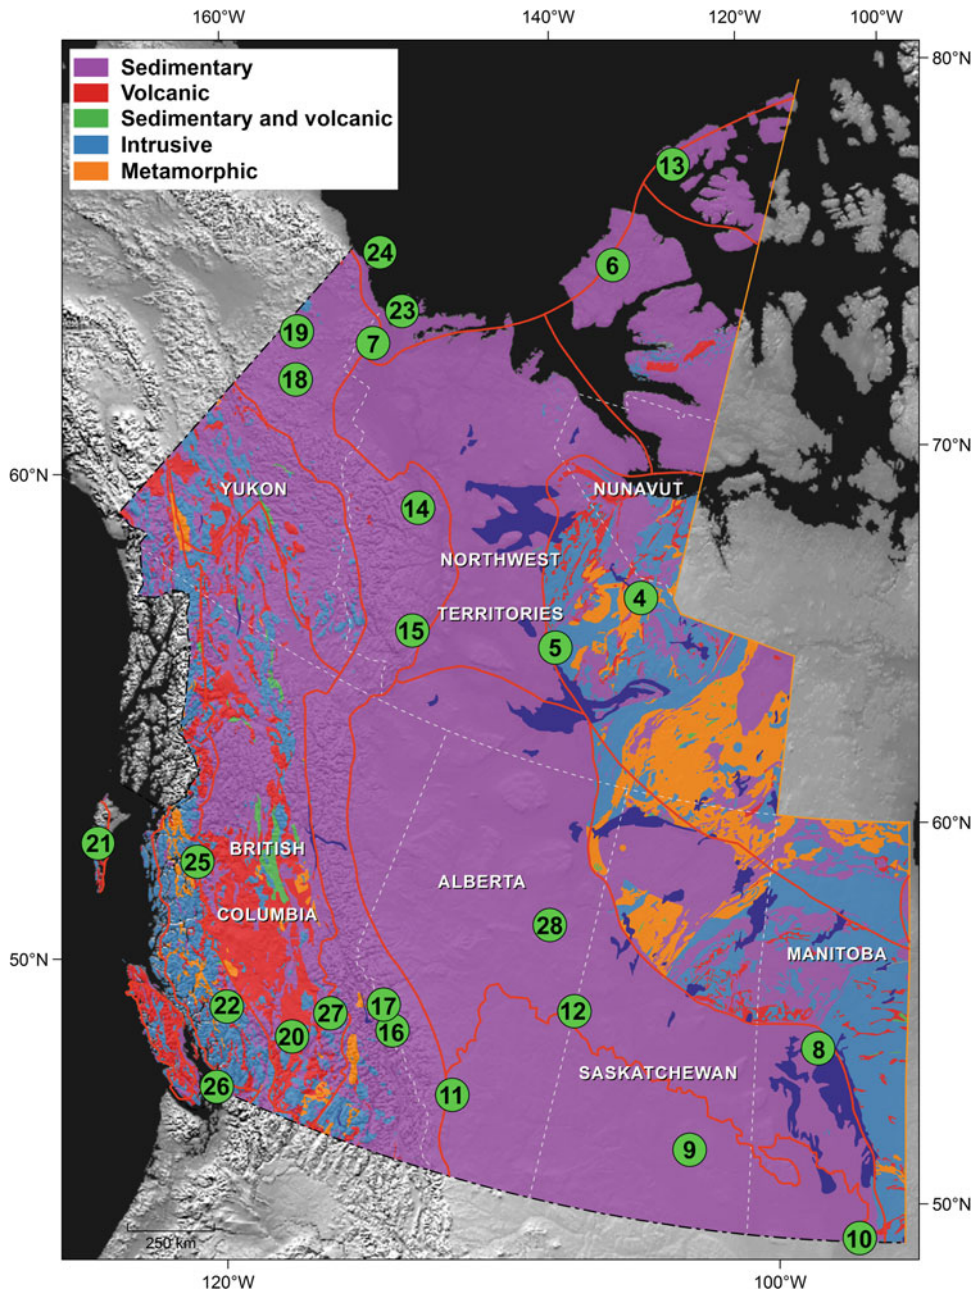 160°W 140°W 120°W 100°W
80°N
Sedimentary
Volcanic
Sedimentary and volcanic
Intrusive
Metamorphic
13
24
6
23
19
7
18
70°N
60°N
YUKON
NUNAVUT
14
NORTHWEST
4
TERRITORIES
15
5
60°N
21
BRITISH
25
ALBERTA
COLUMBIA
28
MANITOBA
50°N
22
17
27
12
16
20
8
SASKATCHEWAN
26
11
9
50°N
10
250 km
120°W 100°W